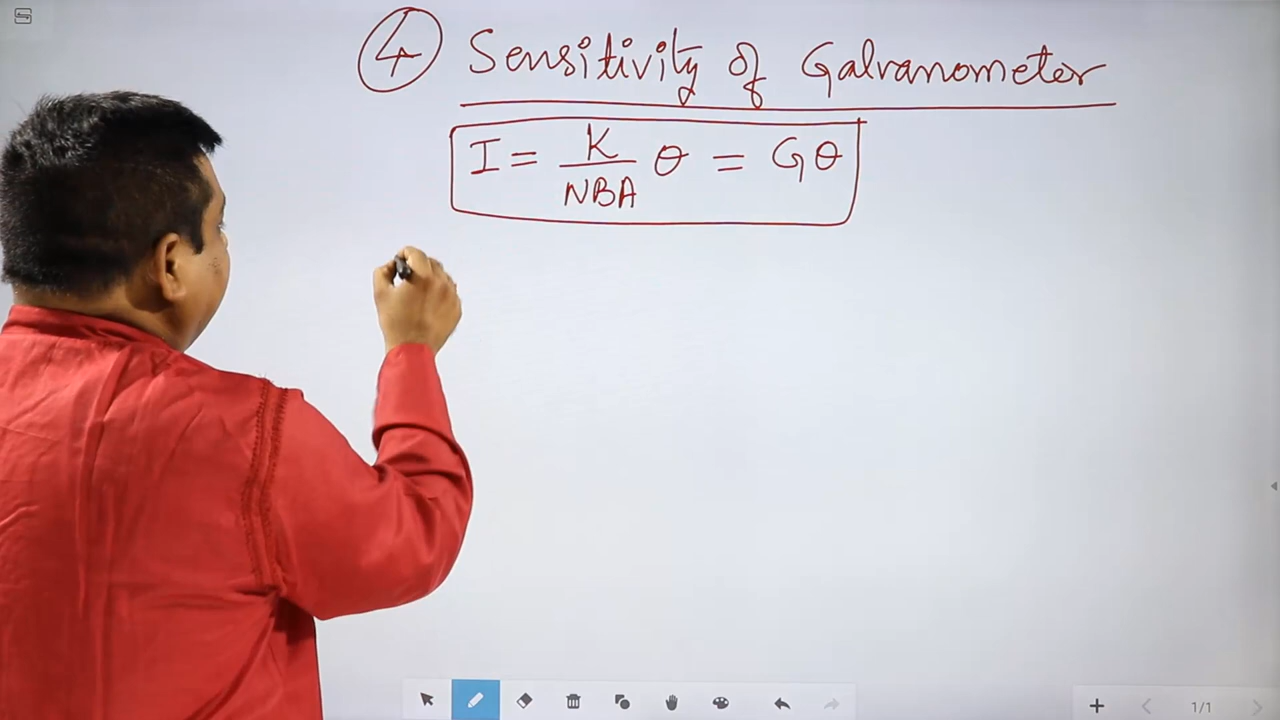 ④ Sensitivity of Galvanometer
I = K/NBA θ = Gθ
1/1